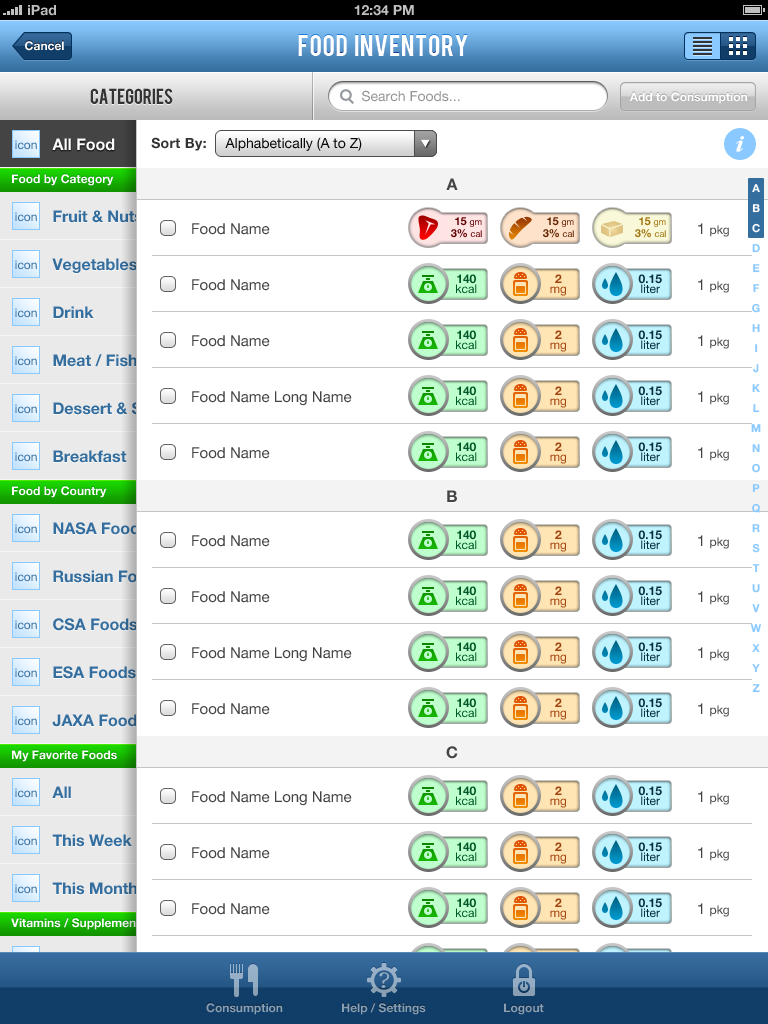 iPad 12:34 PM
Cancel FOOD INVENTORY
CATEGORIES Search Foods... Add to Consumption
icon All Food
Food by Category
icon Fruit & Nut
icon Vegetables
icon Drink
icon Meat / Fish
icon Dessert & S
icon Breakfast
Food by Country
icon NASA Food
icon Russian Fo
icon CSA Foods
icon ESA Foods
icon JAXA Food
My Favorite Foods
icon All
icon This Week
icon This Month
Vitamins / Supplemen
Sort By: Alphabetically (A to Z) i
A
Food Name 15 gm 3% cal 15 gm 3% cal 15 gm 3% cal 1 pkg
Food Name 140 kcal 2 mg 0.15 liter 1 pkg
Food Name 140 kcal 2 mg 0.15 liter 1 pkg
Food Name Long Name 140 kcal 2 mg 0.15 liter 1 pkg
Food Name 140 kcal 2 mg 0.15 liter 1 pkg
B
Food Name 140 kcal 2 mg 0.15 liter 1 pkg
Food Name 140 kcal 2 mg 0.15 liter 1 pkg
Food Name Long Name 140 kcal 2 mg 0.15 liter 1 pkg
Food Name 140 kcal 2 mg 0.15 liter 1 pkg
C
Food Name Long Name 140 kcal 2 mg 0.15 liter 1 pkg
Food Name 140 kcal 2 mg 0.15 liter 1 pkg
Food Name 140 kcal 2 mg 0.15 liter 1 pkg
A
B
C
D
E
F
G
H
I
J
K
L
M
N
O
P
Q
R
S
T
U
V
W
X
Y
Z
Consumption Help / Settings Logout